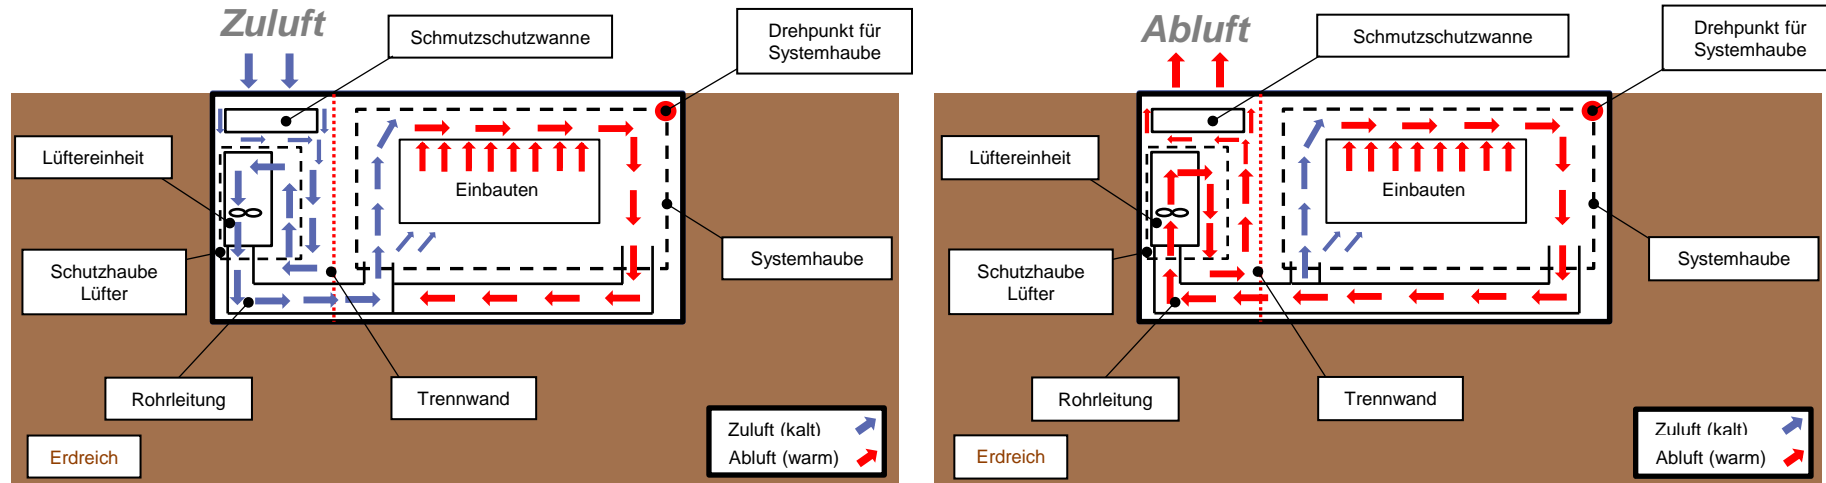 Zuluft
Schmutzschutzwanne
Drehpunkt für
Systemhaube
Lüftereinheit
Einbauten
Schutzhaube
Lüfter
Systemhaube
Rohrleitung
Trennwand
Zuluft (kalt)
Abluft (warm)
Erdreich
Abluft
Schmutzschutzwanne
Drehpunkt für
Systemhaube
Lüftereinheit
Einbauten
Schutzhaube
Lüfter
Systemhaube
Rohrleitung
Trennwand
Zuluft (kalt)
Abluft (warm)
Erdreich